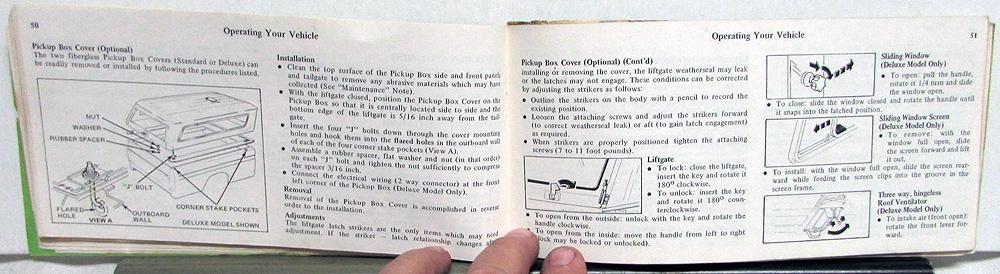 50
Operating Your Vehicle
Pickup Box Cover (Optional)
The two fiberglass Pickup Box Covers (Standard or Deluxe) can
be readily removed or installed by following the procedures listed.
NUT
WASHER
RUBBER SPACER
"J" BOLT
FLARED
HOLE
VIEW A
OUTBOARD
WALL
CORNER STAKE POCKETS
DELUXE MODEL SHOWN
Installation
• Clean the top surface of the Pickup Box side and front panels
and tailgate to remove any abrasive materials which may have
collected (See "Maintenance" Note).
• With the liftgate closed, position the Pickup Box Cover on the
Pickup Box so that it is centrally located side to side and the
bottom edge of the liftgate is 5/16 inch away from the tail-
gate.
• Insert the four "J" bolts down through the cover mounting
holes and hook them into the flared holes in the outboard wall
of each of the four corner stake pockets (View A).
• Assemble a rubber spacer, flat washer and nut (in that order)
on each "J" bolt and tighten the nut sufficiently to compress
the spacer 3/16 inch.
• Connect the electrical wiring (2 way connector) at the front
left corner of the Pickup Box (Deluxe Model Only).
Removal
Removal of the Pickup Box Cover is accomplished in reverse
order to the installation.
Adjustments
The liftgate latch strikers are the only items which may need
adjustment. If the striker – latch relationship changes
Operating Your Vehicle
51
Pickup Box Cover (Optional) (Cont'd)
installing or removing the cover, the liftgate weatherseal may leak
or the latches may not engage. These conditions can be corrected
by adjusting the strikers as follows:
• Outline the strikers on the body with a pencil to record the
existing position.
• Loosen the attaching screws and adjust the strikers forward
(to correct weatherseal leak) or aft (to gain latch engagement)
as required.
• When strikers are properly positioned tighten the attaching
screws (7 to 11 foot pounds).
Liftgate
• To lock: close the liftgate,
insert the key and rotate it
180° clockwise.
• To unlock: insert the key
and rotate it 180° coun-
terclockwise.
• To open from the outside: unlock with the key and rotate the
handle clockwise.
To open from the inside: move the handle from left to right
(lock may be locked or unlocked).
Sliding Window
(Deluxe Model Only)
• To open: pull the handle,
rotate it 1/4 turn and slide
the window open.
• To close: slide the window closed and rotate the handle until
it snaps into the latched position.
Sliding Window Screen
(Deluxe Model Only)
• To remove: with the
window full open, slide
the screen forward and lift
it out.
• To install: with the window full open, slide the screen rear-
ward while feeding the screen clips into the groove in the
screen frame.
Three way, hingeless
Roof Ventilator
(Deluxe Model Only)
• To intake air (front open):
rotate the front lever for-
ward.